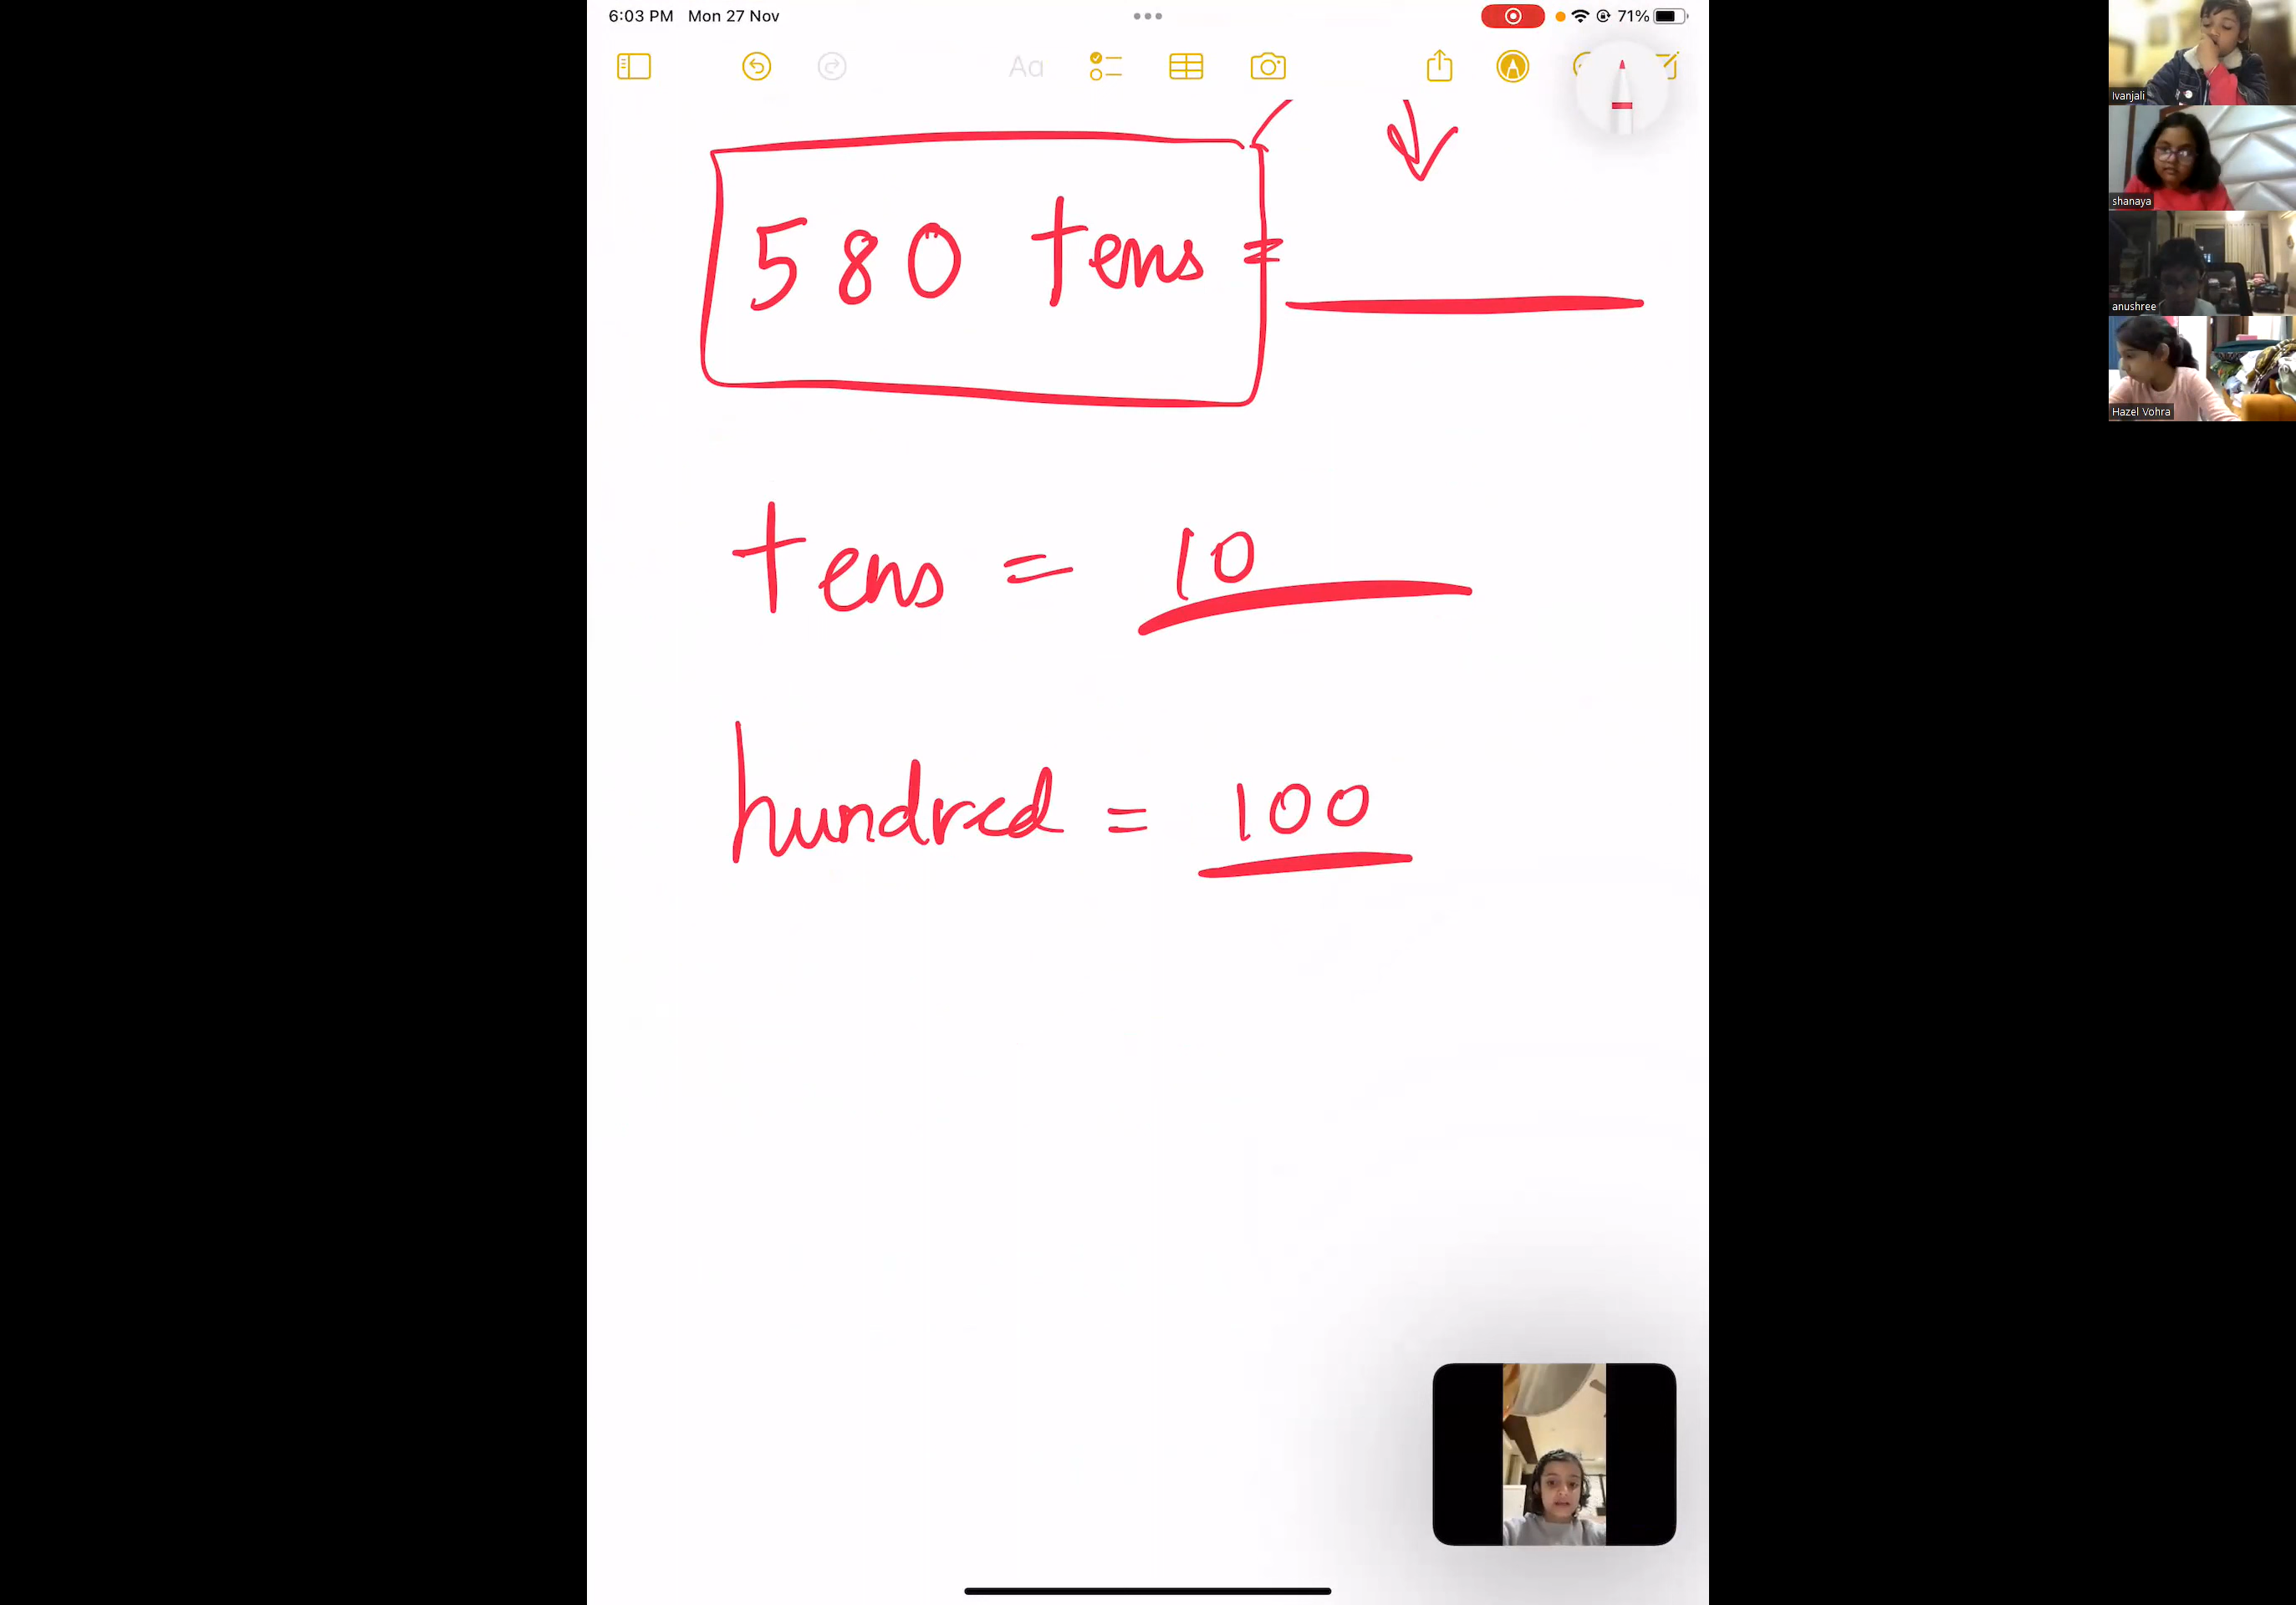 6:03 PM Mon 27 Nov
71%
Aa
Ivanjali
shanaya
anushree
Hazel Vohra
580 tens =
tens = 10
hundred = 100